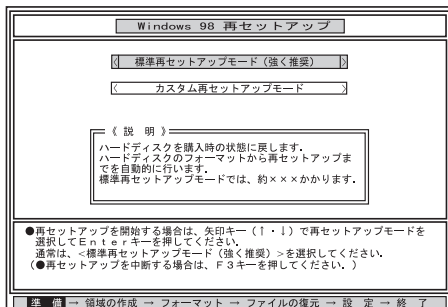 Windows 98 再セットアップ
標準再セットアップモード（強く推奨）
カスタム再セットアップモード
《 説 明 》
ハードディスクを購入時の状態に戻します．
ハードディスクのフォーマットから再セットアップま
でを自動的に行います．
標準再セットアップモードでは，約×××かかります．
●再セットアップを開始する場合は，矢印キー（↑・↓）で再セットアップモードを
選択してＥｎｔｅｒキーを押してください．
通常は，<標準再セットアップモード（強く推奨）>を選択してください．
（●再セットアップを中断する場合は，Ｆ３キーを押してください．）
準 備 → 領域の作成 → フォーマット → ファイルの復元 → 設 定 → 終 了